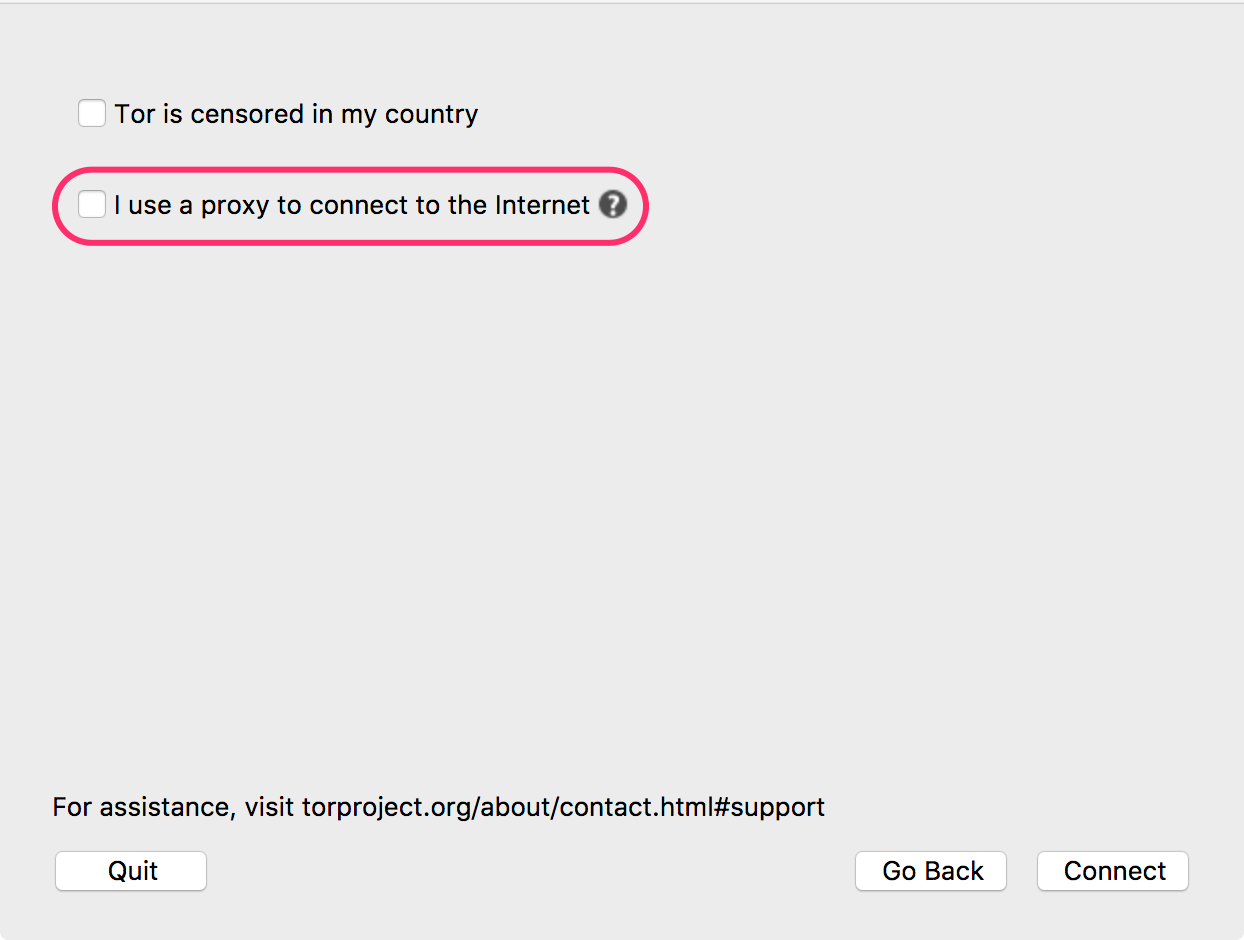 Tor is censored in my country
I use a proxy to connect to the Internet ?
For assistance, visit torproject.org/about/contact.html#support
Quit
Go Back
Connect